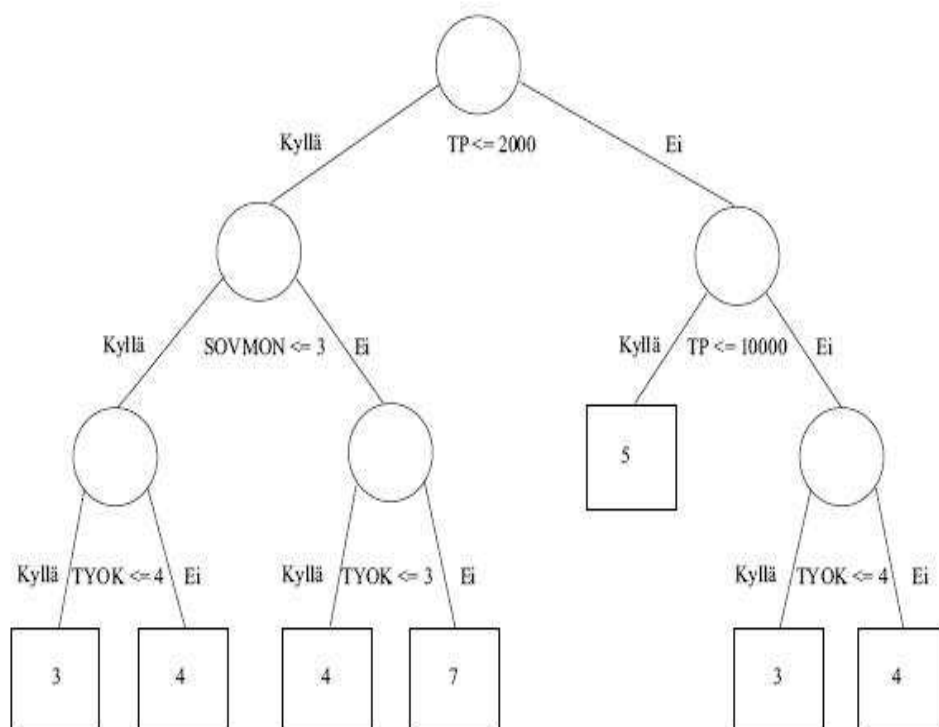 Kyllä
TP <= 2000
Ei
Kyllä
SOVMON <= 3
Ei
Kyllä
TP <= 10000
Ei
5
Kyllä
TYOK <= 4
Ei
Kyllä
TYOK <= 3
Ei
Kyllä
TYOK <= 4
Ei
3
4
4
7
3
4